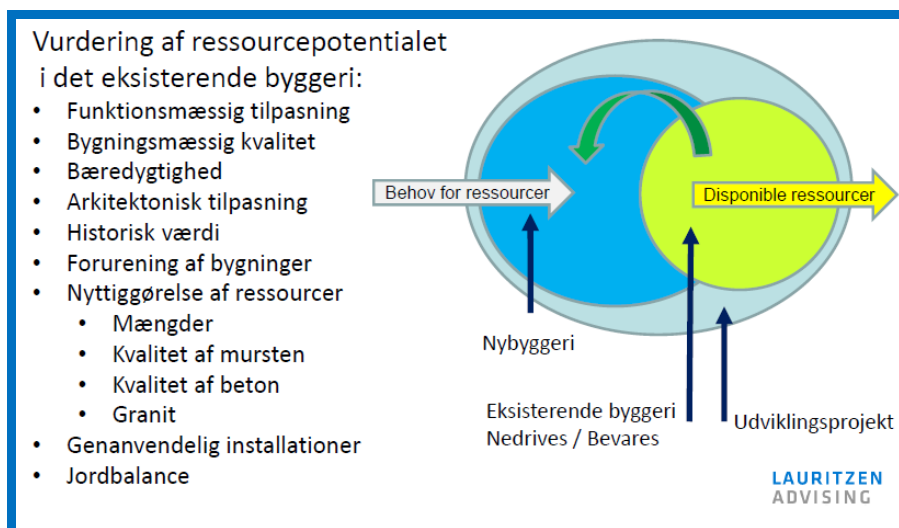 Vurdering af ressourcepotentialet
i det eksisterende byggeri:
• Funktionsmæssig tilpasning
• Bygningsmæssig kvalitet
• Bæredygtighed
• Arkitektonisk tilpasning
• Historisk værdi
• Forurening af bygninger
• Nyttiggørelse af ressourcer
• Mængder
• Kvalitet af mursten
• Kvalitet af beton
• Granit
• Genanvendelig installationer
• Jordbalance
Behov for ressourcer
Disponible ressourcer
Nybyggeri
Eksisterende byggeri
Nedrives / Bevares
Udviklingsprojekt
LAURITZEN
ADVISING